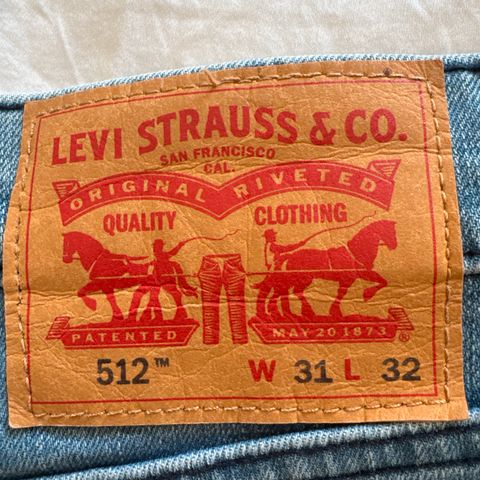 LEVI STRAUSS & CO.
SAN FRANCISCO
CAL.
ORIGINAL RIVETED
QUALITY CLOTHING
PATENTED MAY 20 1873 ®
512™ W 31 L 32